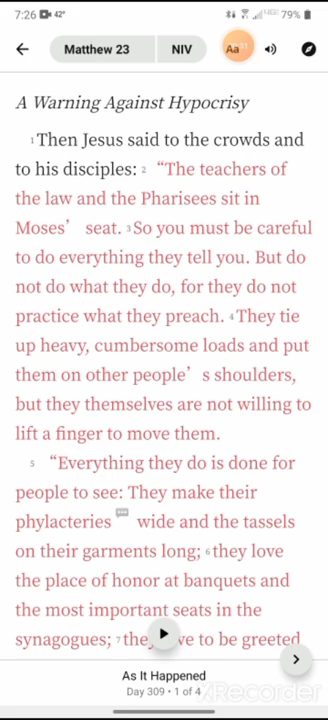 7:26 42° 79%
Matthew 23 NIV Aa
A Warning Against Hypocrisy
1 Then Jesus said to the crowds and
to his disciples: 2 “The teachers of
the law and the Pharisees sit in
Moses’ seat. 3 So you must be careful
to do everything they tell you. But do
not do what they do, for they do not
practice what they preach. 4 They tie
up heavy, cumbersome loads and put
them on other people’s shoulders,
but they themselves are not willing to
lift a finger to move them.
5 “Everything they do is done for
people to see: They make their
phylacteries wide and the tassels
on their garments long; 6 they love
the place of honor at banquets and
the most important seats in the
synagogues; 7 to be greeted
As It Happened
Day 309 • 1 of 4
XRecorder